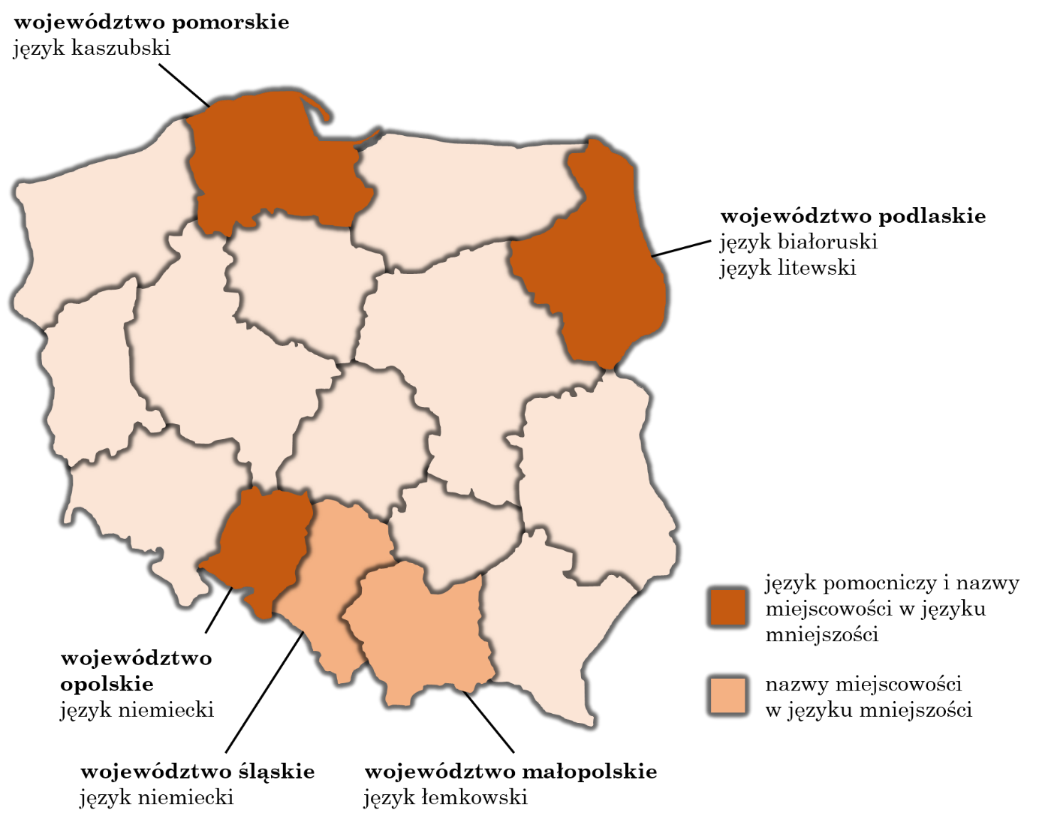 województwo pomorskie
język kaszubski
województwo podlaskie
język białoruski
język litewski
język pomocniczy i nazwy
miejscowości w języku
mniejszości
nazwy miejscowości
w języku mniejszości
województwo
opolskie
język niemiecki
województwo śląskie
język niemiecki
województwo małopolskie
język łemkowski